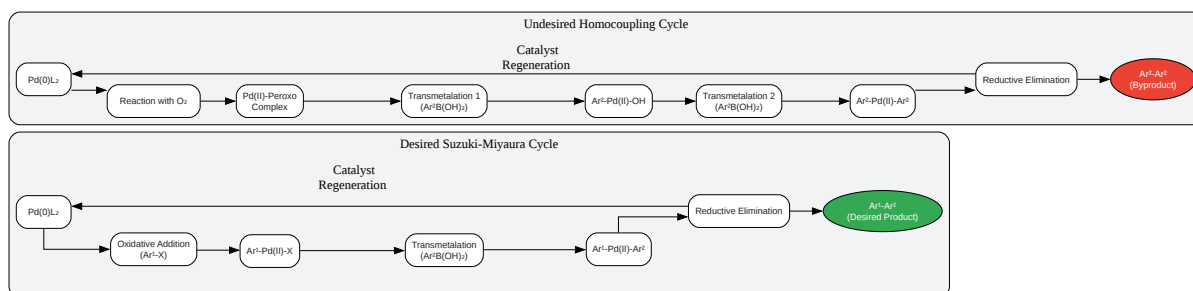 Undesired Homocoupling Cycle
Catalyst
Regeneration
Pd(0)L₂
Reaction with O₂
Pd(II)-Peroxo
Complex
Transmetalation 1
(Ar²B(OH)₂)
Ar²-Pd(II)-OH
Transmetalation 2
(Ar²B(OH)₂)
Ar²-Pd(II)-Ar²
Reductive Elimination
Ar²-Ar²
(Byproduct)
Desired Suzuki-Miyaura Cycle
Catalyst
Regeneration
Pd(0)L₂
Oxidative Addition
(Ar¹-X)
Ar¹-Pd(II)-X
Transmetalation
(Ar²B(OH)₂)
Ar¹-Pd(II)-Ar²
Reductive Elimination
Ar¹-Ar²
(Desired Product)